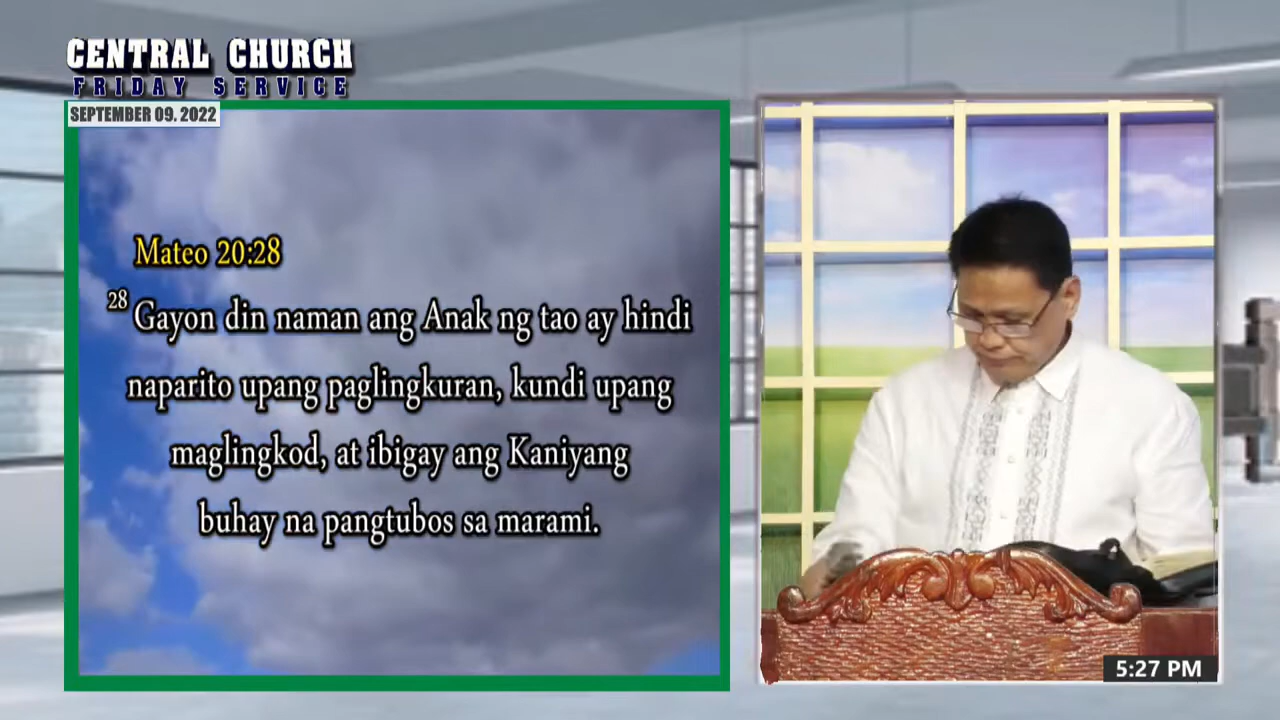 CENTRAL CHURCH
FRIDAY SERVICE
SEPTEMBER 09. 2022
Mateo 20:28
28 Gayon din naman ang Anak ng tao ay hindi
naparito upang paglingkuran, kundi upang
maglingkod, at ibigay ang Kaniyang
buhay na pangtubos sa marami.
5:27 PM